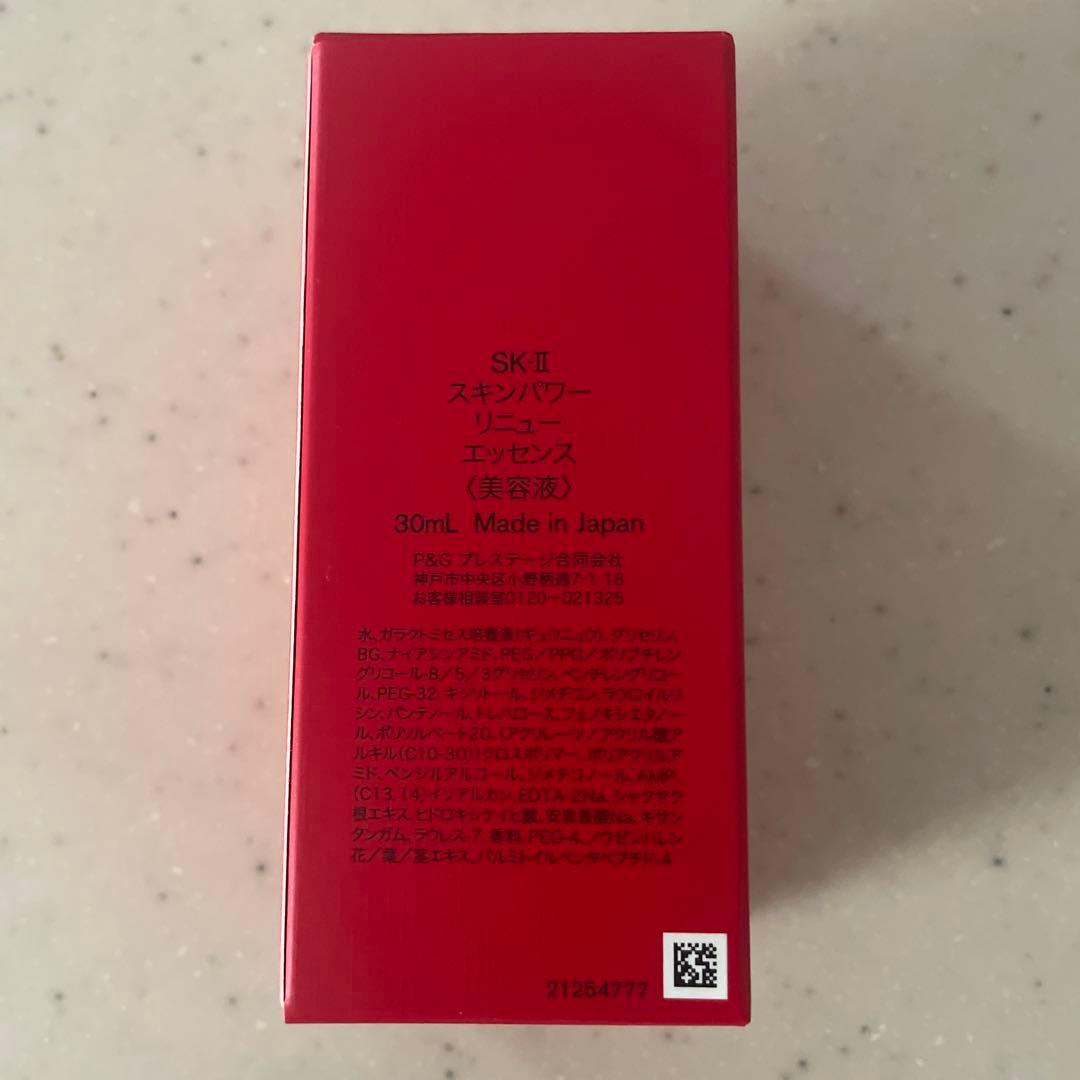 SK-Ⅱ
スキンパワー
リニュー
エッセンス
〈美容液〉
30mL Made in Japan
P&G プレステージ合同会社
神戸市中央区小野柄通7-1-18
お客様相談室0120-021325
水、ガラクトミセス培養液(ギュウニュウ)、グリセリン、
BG、ナイアシンアミド、PEG/PPG/ポリブチレン
グリコール-8/5/3グリセリン、ペンチレングリコー
ル、PEG-32、キシリトール、ジメチコン、ラウロイルリ
シン、パンテノール、トレハロース、フェノキシエタノー
ル、ポリソルベート20、(アクリレーツ/アクリル酸ア
ルキル(C10-30))クロスポリマー、ポリアクリルア
ミド、ベンジルアルコール、ジメチコノール、AMP、
(C13,14)イソアルカン、EDTA-2Na、シャクヤク
根エキス、ヒドロキシケイヒ酸、安息香酸Na、キサン
タンガム、ラウレス-7、香料、PEG-4、ノウゼンハレン
花/葉/茎エキス、パルミトイルペンタペプチド-4
21254777